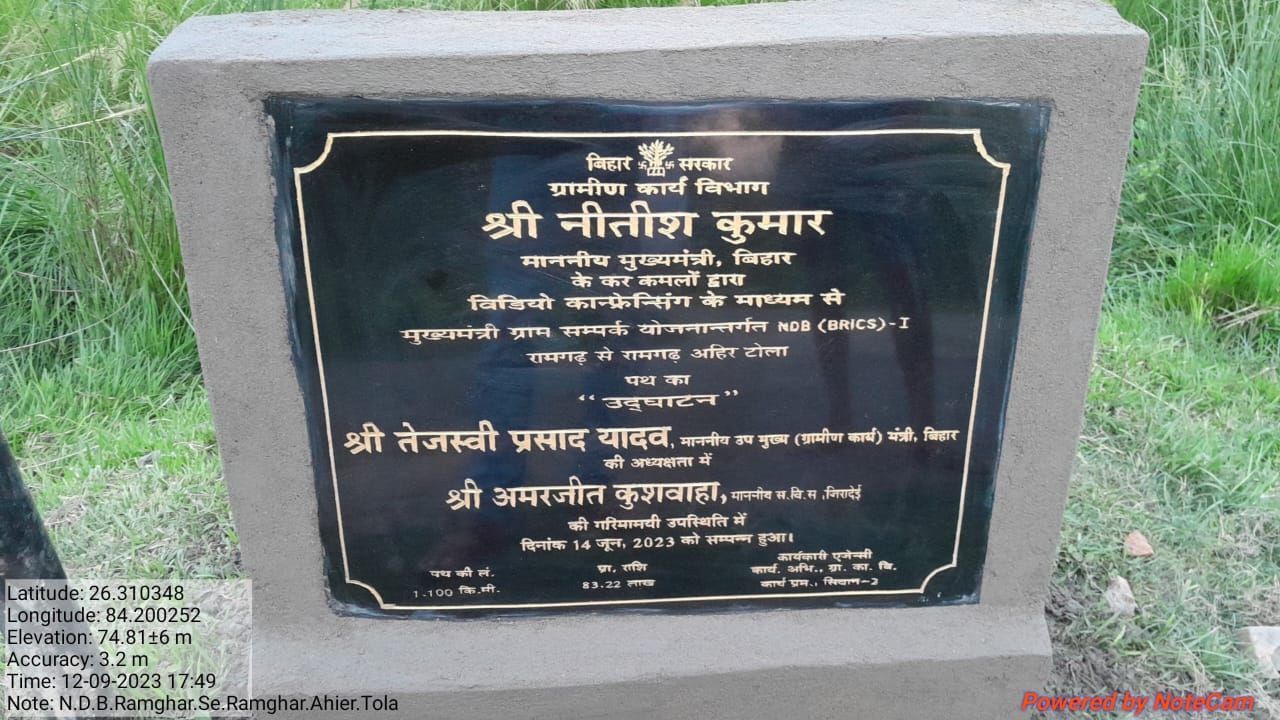 बिहार सरकार
ग्रामीण कार्य विभाग
श्री नीतीश कुमार
माननीय मुख्यमंत्री, बिहार
के कर कमलों द्वारा
विडियो कान्फ्रेन्सिंग के माध्यम से
मुख्यमंत्री ग्राम सम्पर्क योजनान्तर्गत NDB (BRICS)-I
रामगढ़ से रामगढ़ अहिर टोला
पथ का
“उद्घाटन”
श्री तेजस्वी प्रसाद यादव, माननीय उप मुख्य (ग्रामीण कार्य) मंत्री, बिहार
की अध्यक्षता में
श्री अमरजीत कुशवाहा, माननीय स.वि.स ,जिरादेई
की गरिमामयी उपस्थिति में
दिनांक 14 जून, 2023 को सम्पन्न हुआ।
पथ की लं.
1.100 कि.मी.
प्रा. राशि
83.22 लाख
कार्यकारी एजेन्सी
कार्य. अभि., ग्रा. का. वि.
कार्य प्रम., सिवान-2
Latitude: 26.310348
Longitude: 84.200252
Elevation: 74.81±6 m
Accuracy: 3.2 m
Time: 12-09-2023 17:49
Note: N.D.B.Ramghar.Se.Ramghar.Ahier.Tola
Powered by NoteCam